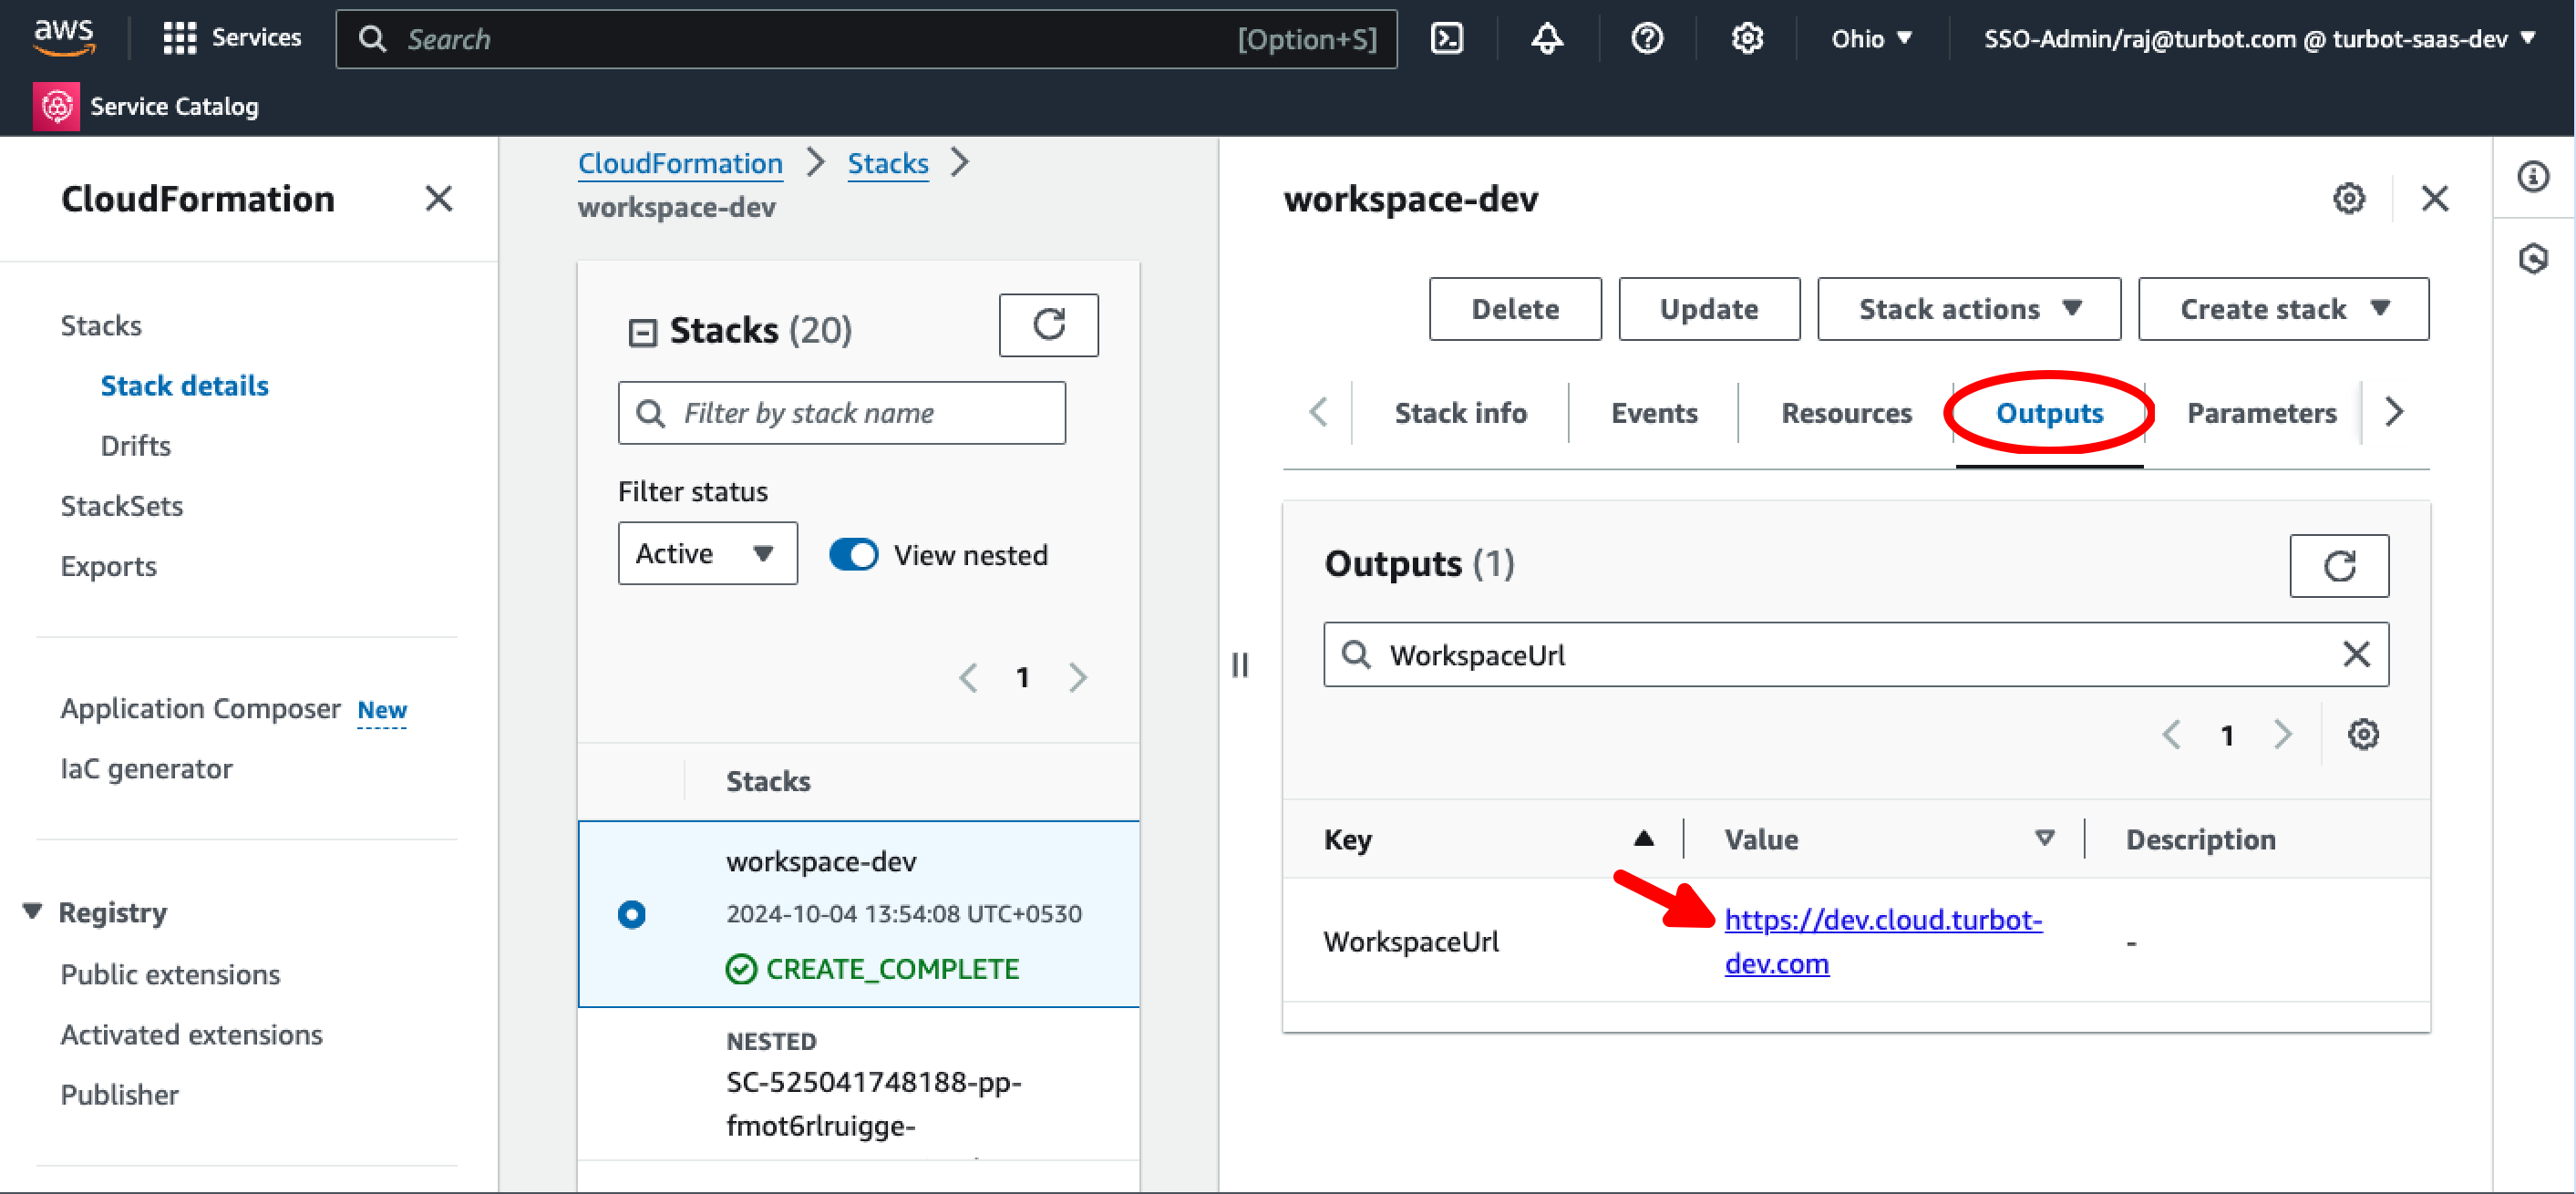 aws
Services
Search
[Option+S]
Ohio
SSO-Admin/raj@turbot.com @ turbot-saas-dev
Service Catalog
CloudFormation
Stacks
Stack details
Drifts
StackSets
Exports
Application Composer New
IaC generator
Registry
Public extensions
Activated extensions
Publisher
CloudFormation
Stacks
workspace-dev
Stacks (20)
Filter by stack name
Filter status
Active
View nested
1
Stacks
workspace-dev
2024-10-04 13:54:08 UTC+0530
CREATE_COMPLETE
NESTED
SC-525041748188-pp-
fmot6rlruigge-
workspace-dev
Delete
Update
Stack actions
Create stack
Stack info
Events
Resources
Outputs
Parameters
Outputs (1)
WorkspaceUrl
1
Key
Value
Description
WorkspaceUrl
https://dev.cloud.turbot-
dev.com
-